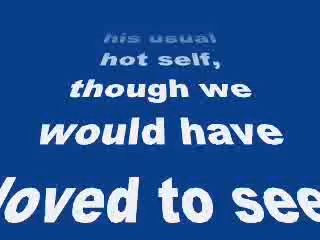 his usual
hot self,
though we
would have
loved to see